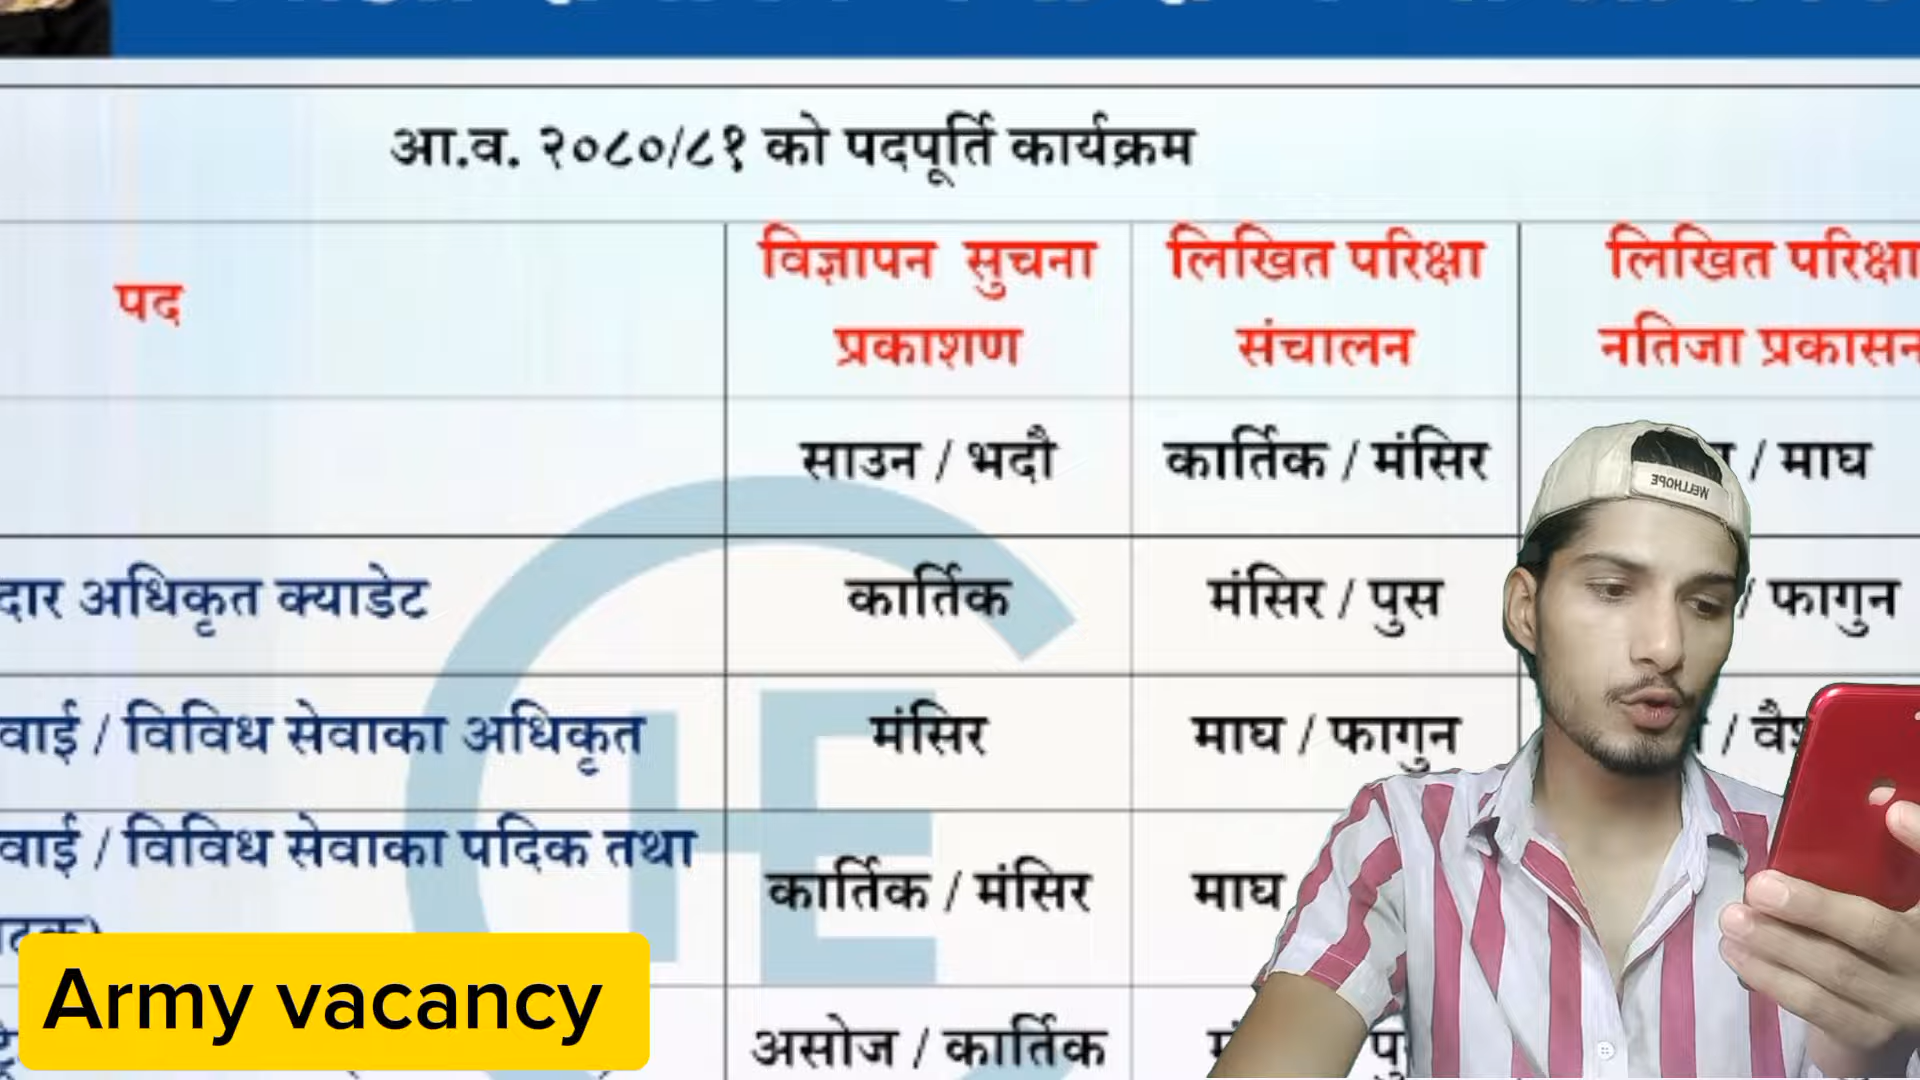 आ.व. २०८०/८१ को पदपूर्ति कार्यक्रम
पद
विज्ञापन सुचना
प्रकाशण
लिखित परिक्षा
संचालन
लिखित परिक्षा
नतिजा प्रकासन
साउन / भदौ
कार्तिक / मंसिर
/ माघ
दार अधिकृत क्याडेट
कार्तिक
मंसिर / पुस
/ फागुन
वाई / विविध सेवाका अधिकृत
मंसिर
माघ / फागुन
वाई / विविध सेवाका पदिक तथा
कार्तिक / मंसिर
माघ
असोज / कार्तिक
Army vacancy
WELLHOPE